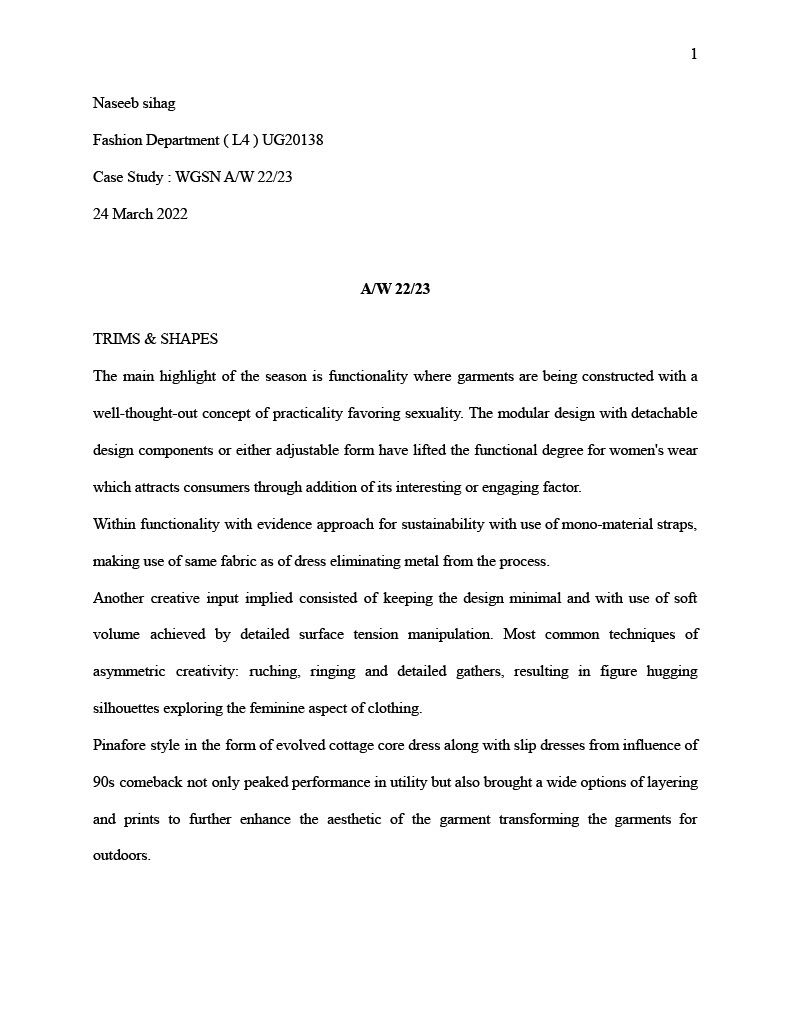 1
Naseeb sihag
Fashion Department ( L4 ) UG20138
Case Study : WGSN A/W 22/23
24 March 2022
A/W 22/23
TRIMS & SHAPES
The main highlight of the season is functionality where garments are being constructed with a
well-thought-out concept of practicality favoring sexuality. The modular design with detachable
design components or either adjustable form have lifted the functional degree for women's wear
which attracts consumers through addition of its interesting or engaging factor.
Within functionality with evidence approach for sustainability with use of mono-material straps,
making use of same fabric as of dress eliminating metal from the process.
Another creative input implied consisted of keeping the design minimal and with use of soft
volume achieved by detailed surface tension manipulation. Most common techniques of
asymmetric creativity: ruching, ringing and detailed gathers, resulting in figure hugging
silhouettes exploring the feminine aspect of clothing.
Pinafore style in the form of evolved cottage core dress along with slip dresses from influence of
90s comeback not only peaked performance in utility but also brought a wide options of layering
and prints to further enhance the aesthetic of the garment transforming the garments for
outdoors.